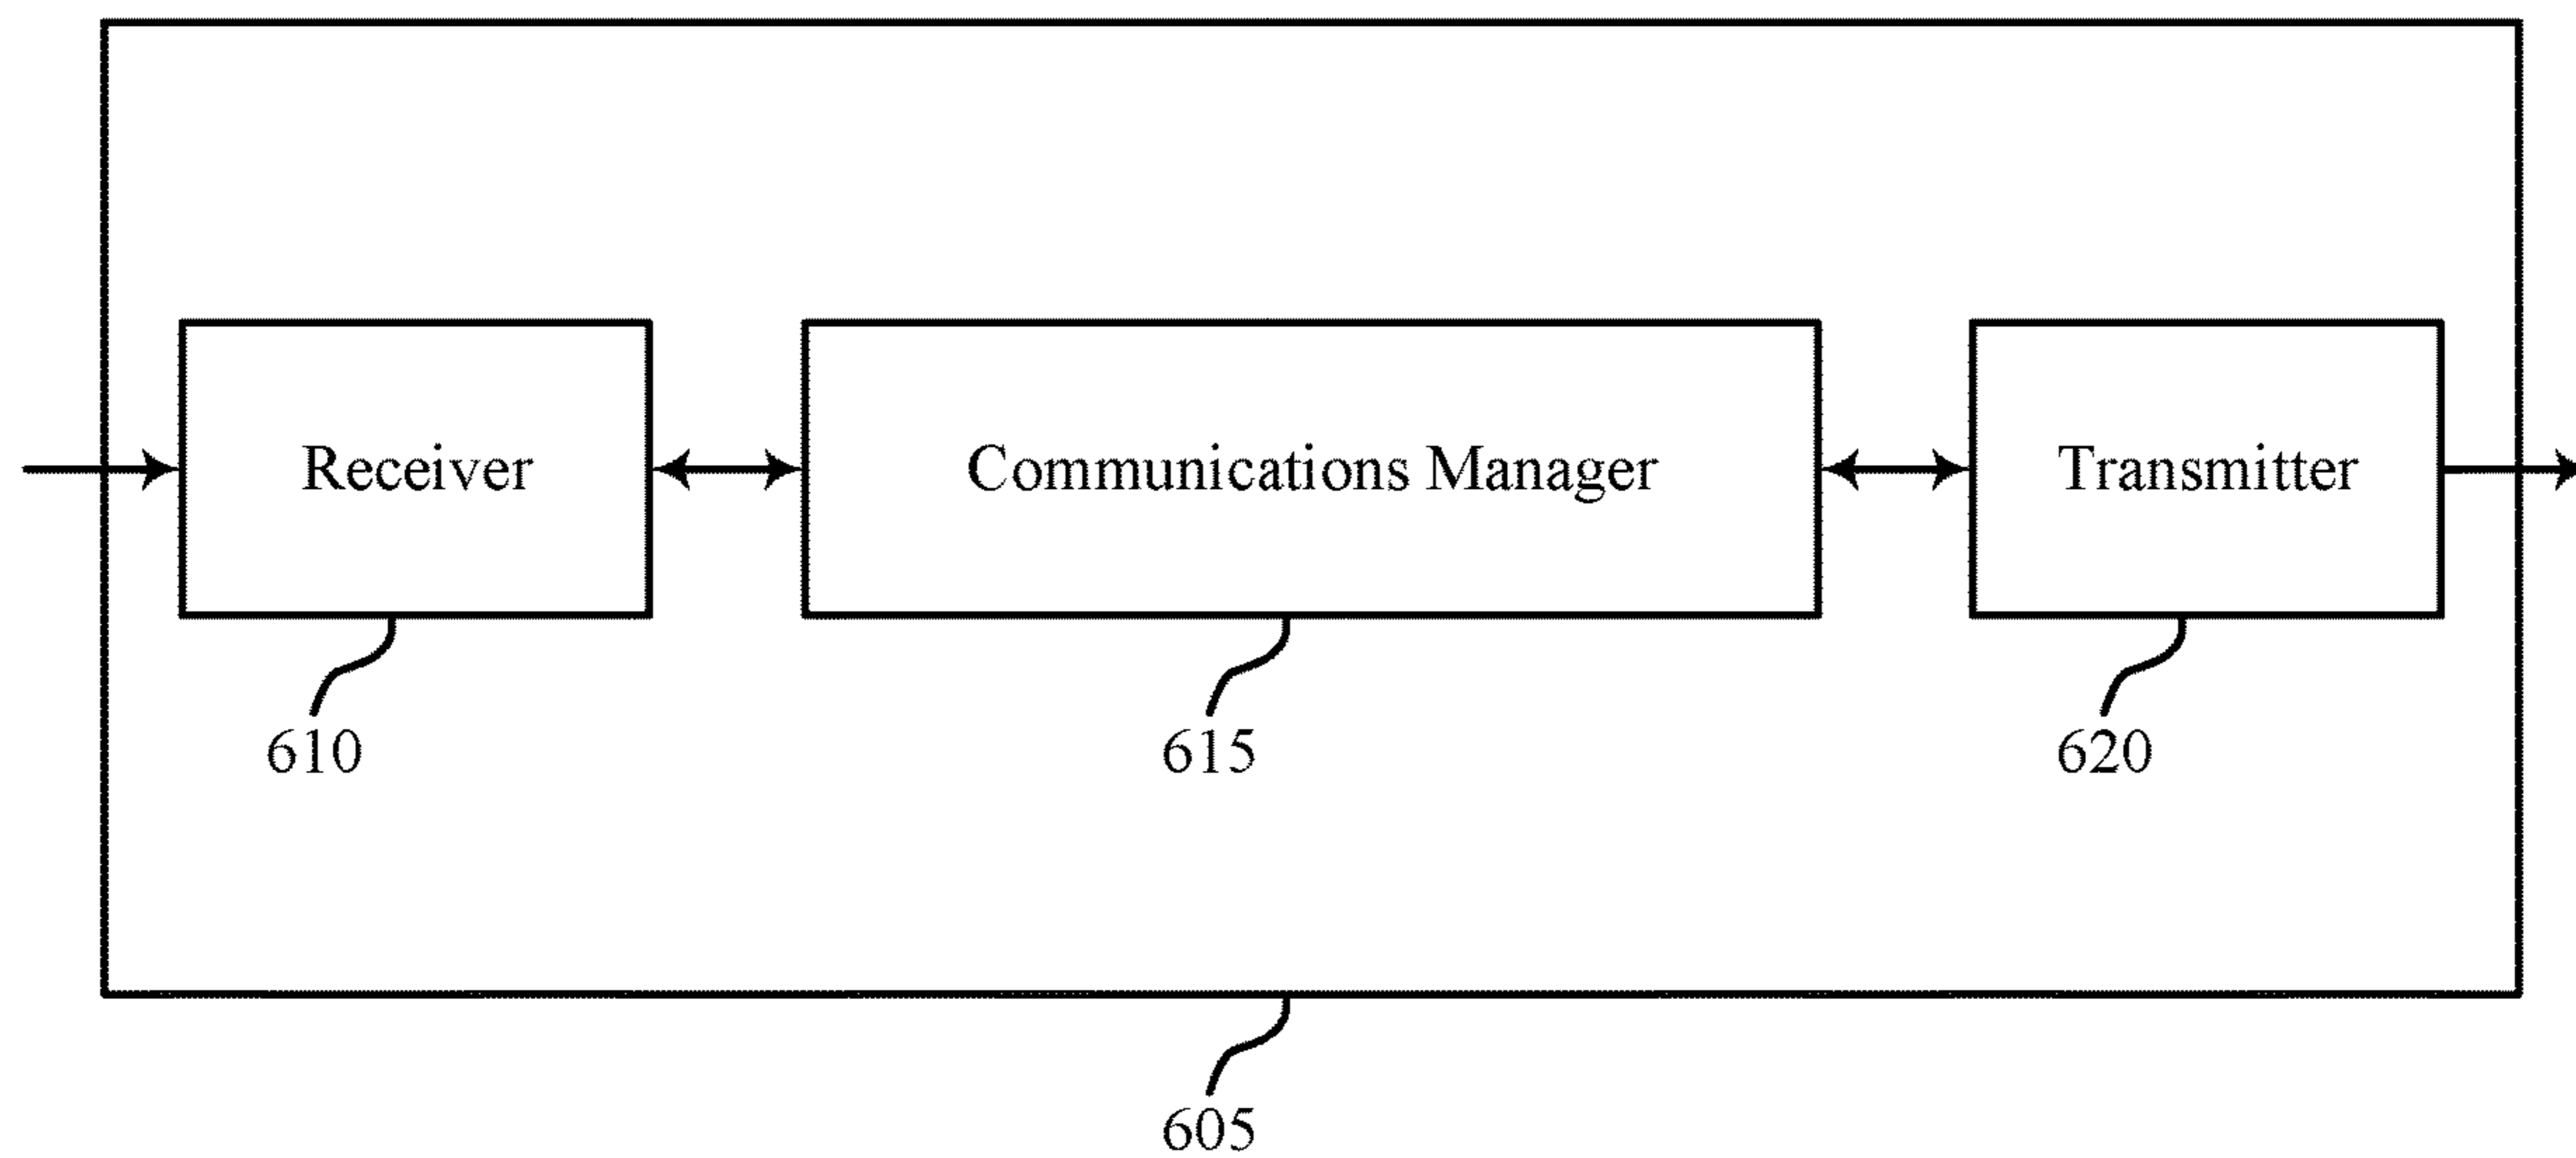 Receiver
Communications Manager
Transmitter
610
615
620
605